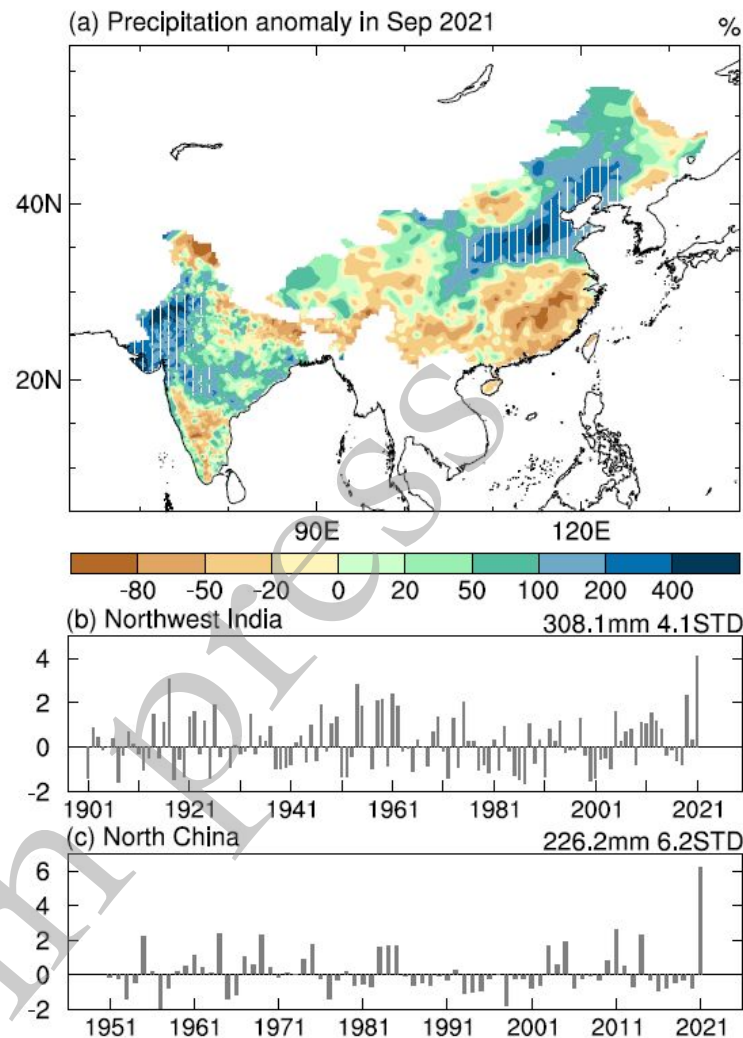 (a) Precipitation anomaly in Sep 2021 %
40N
20N
90E 120E
-80 -50 -20 0 20 50 100 200 400
(b) Northwest India 308.1mm 4.1STD
4
2
0
-2
1901 1921 1941 1961 1981 2001 2021
(c) North China 226.2mm 6.2STD
6
4
2
0
-2
1951 1961 1971 1981 1991 2001 2011 2021
In press